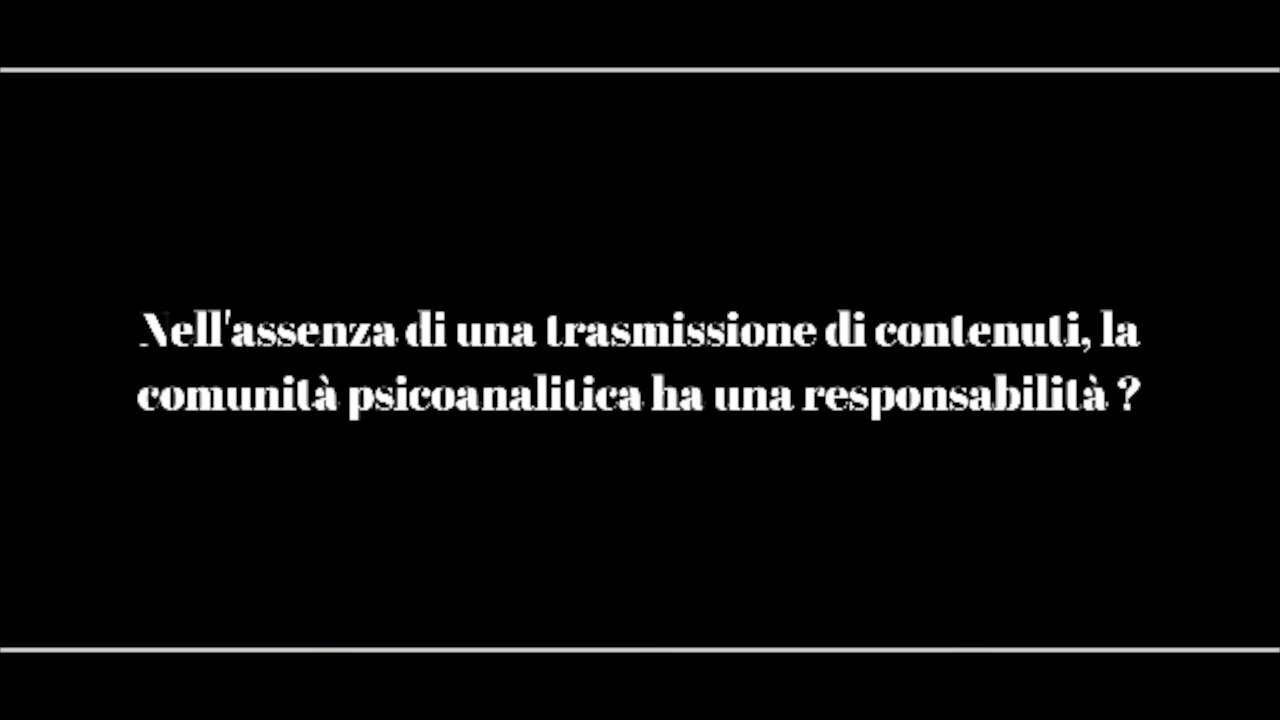 Nell'assenza di una trasmissione di contenuti, la
comunità psicoanalitica ha una responsabilità ?